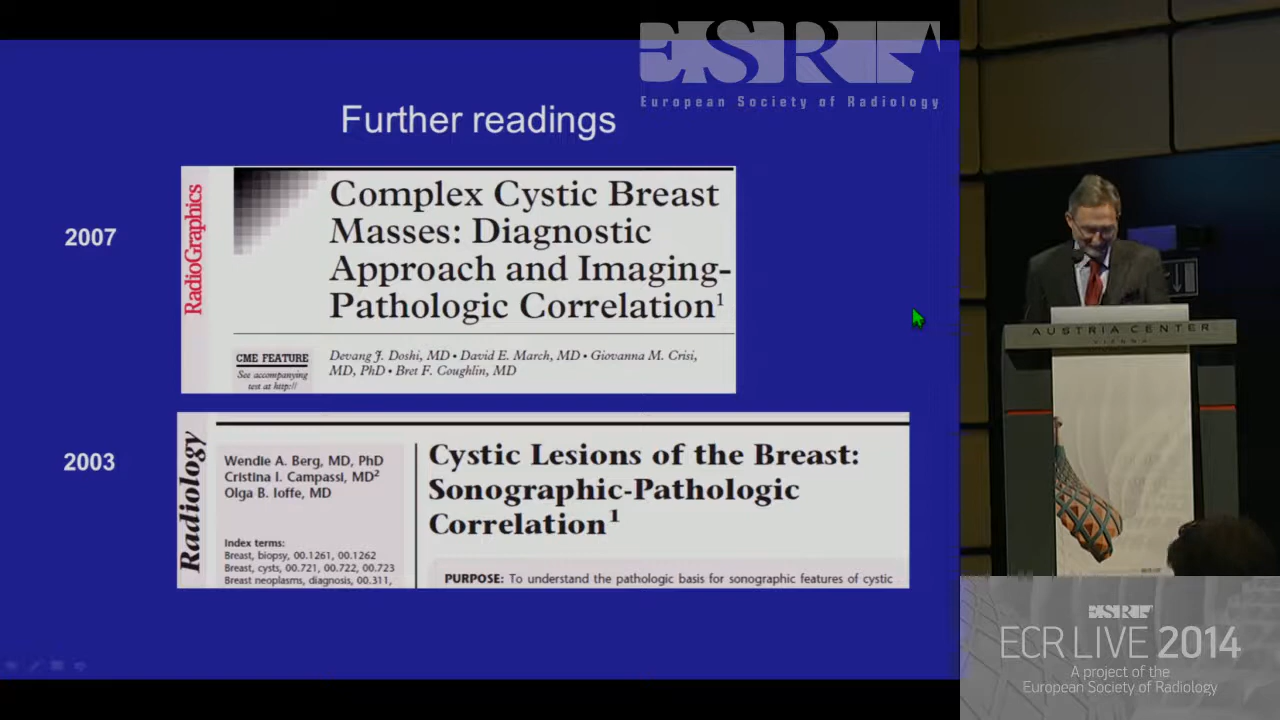 ESR
European Society of Radiology
Further readings
2007
RadioGraphics
Complex Cystic Breast
Masses: Diagnostic
Approach and Imaging-
Pathologic Correlation1
CME FEATURE
See accompanying
test at http://
Devang J. Doshi, MD • David E. March, MD • Giovanna M. Crisi,
MD, PhD • Bret F. Coughlin, MD
2003
Radiology
Wendie A. Berg, MD, PhD
Cristina I. Campassi, MD2
Olga B. Ioffe, MD
Index terms:
Breast, biopsy, 00.1261, 00.1262
Breast, cysts, 00.721, 00.722, 00.723
Breast neoplasms, diagnosis, 00.311,
Cystic Lesions of the Breast:
Sonographic-Pathologic
Correlation1
PURPOSE: To understand the pathologic basis for sonographic features of cystic
AUSTRIA CENTER
VIENNA
ESR
ECR LIVE 2014
A project of the
European Society of Radiology